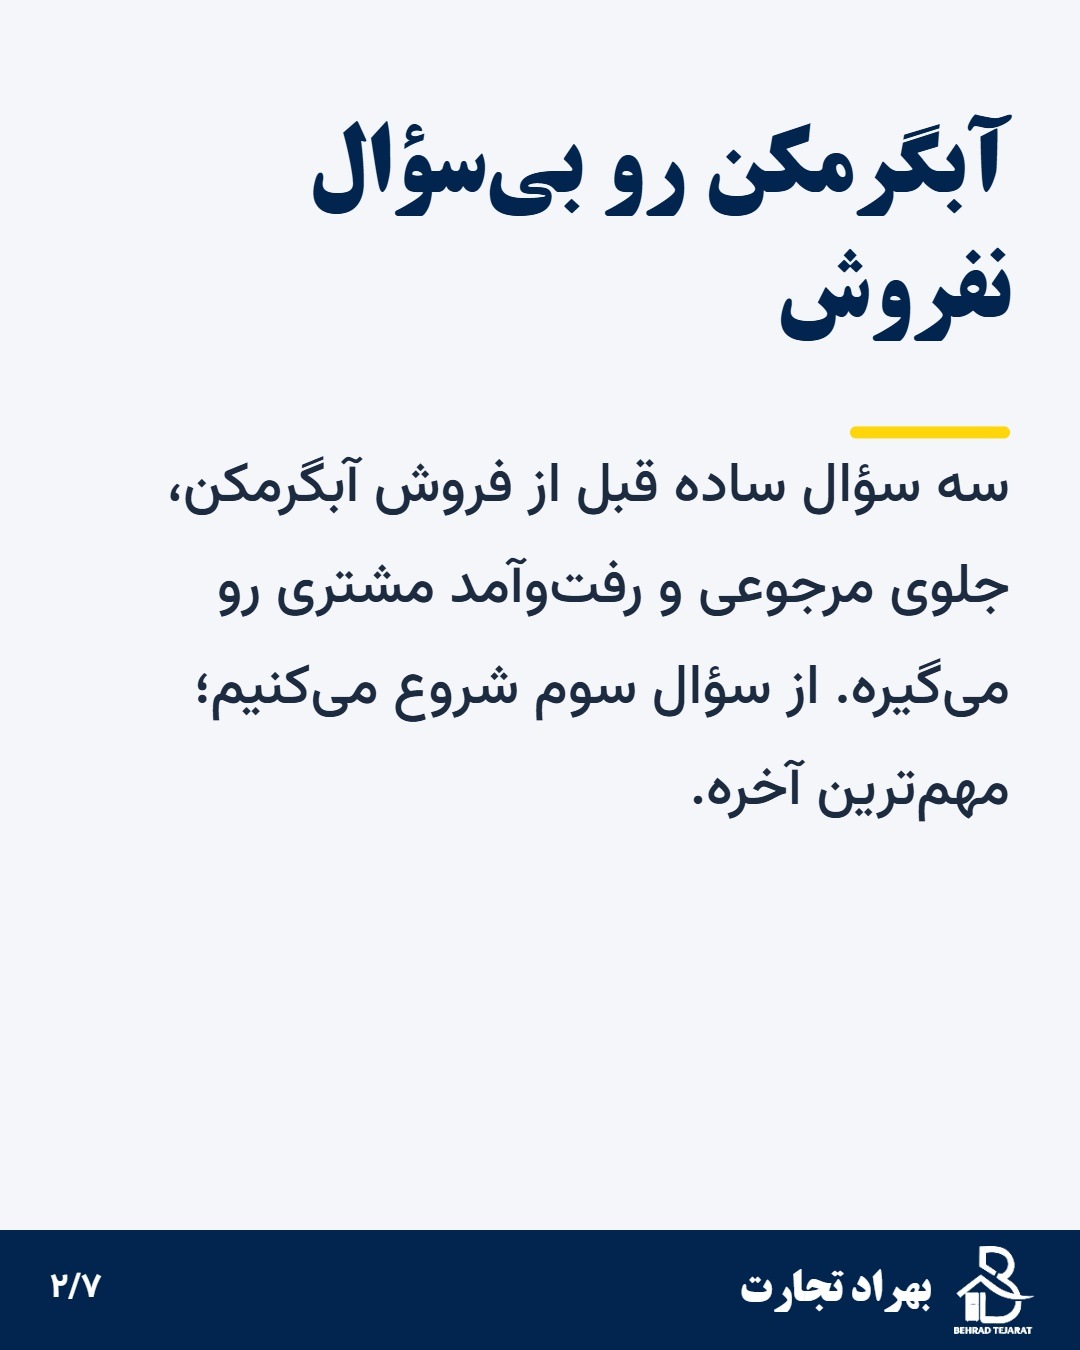 آبگرمکن رو بی‌سؤال
نفروش
سه سؤال ساده قبل از فروش آبگرمکن،
جلوی مرجوعی و رفت‌وآمد مشتری رو
می‌گیره. از سؤال سوم شروع می‌کنیم؛
مهم‌ترین آخره.
بهراد تجارت
BEHRAD TEJARAT
۲/۷